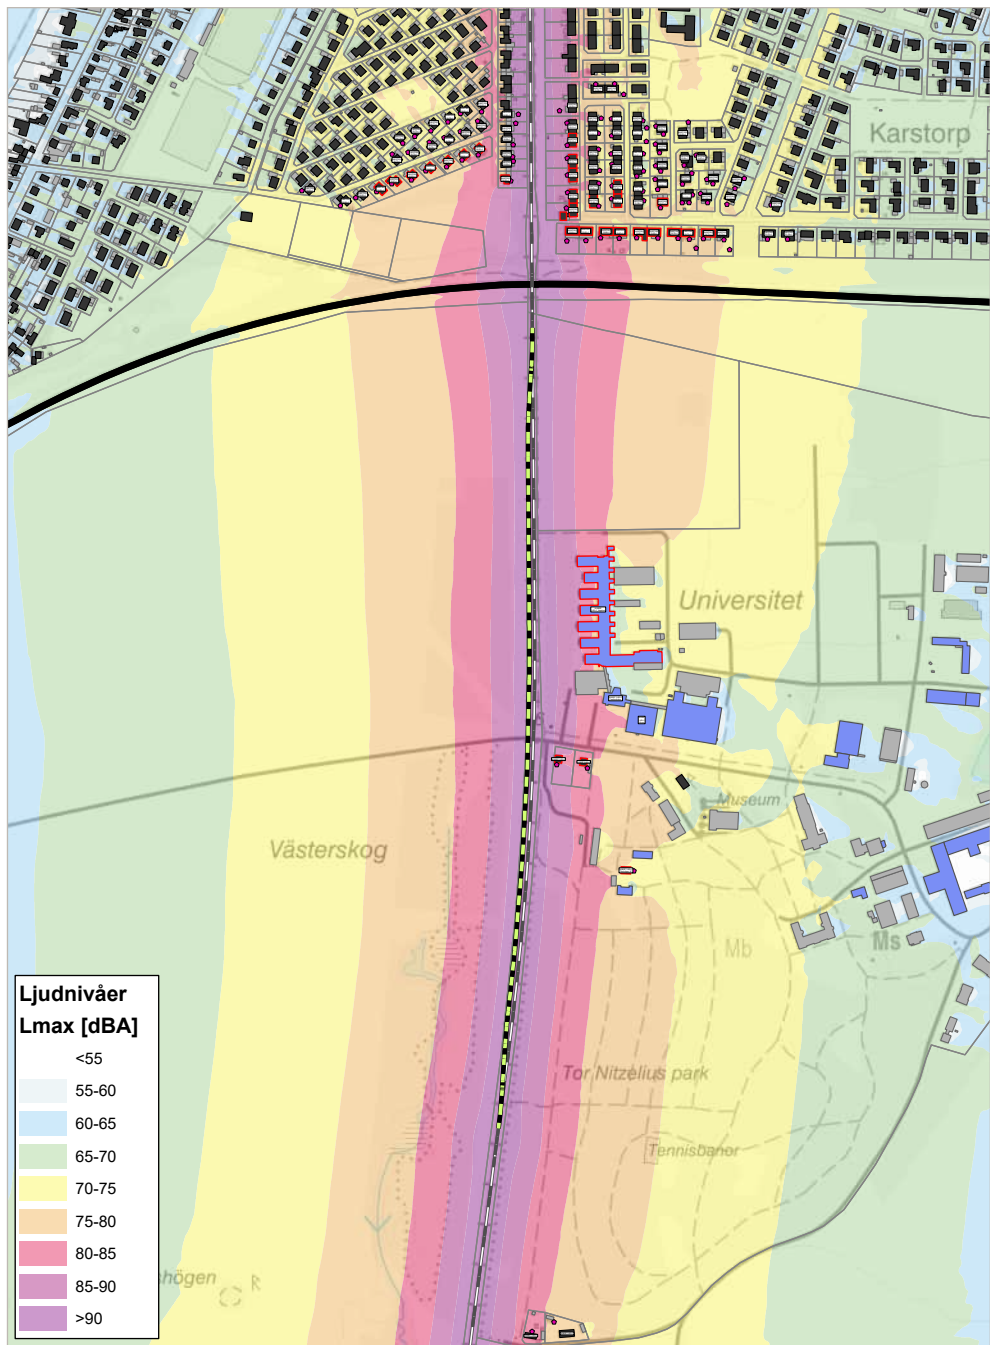 Karstorp
Universitet
Museum
Västerskog
Mb
Ms
Tor Nitzelius park
Tennisbanor
högen
R
Ljudnivåer
Lmax [dBA]
<55
55-60
60-65
65-70
70-75
75-80
80-85
85-90
>90